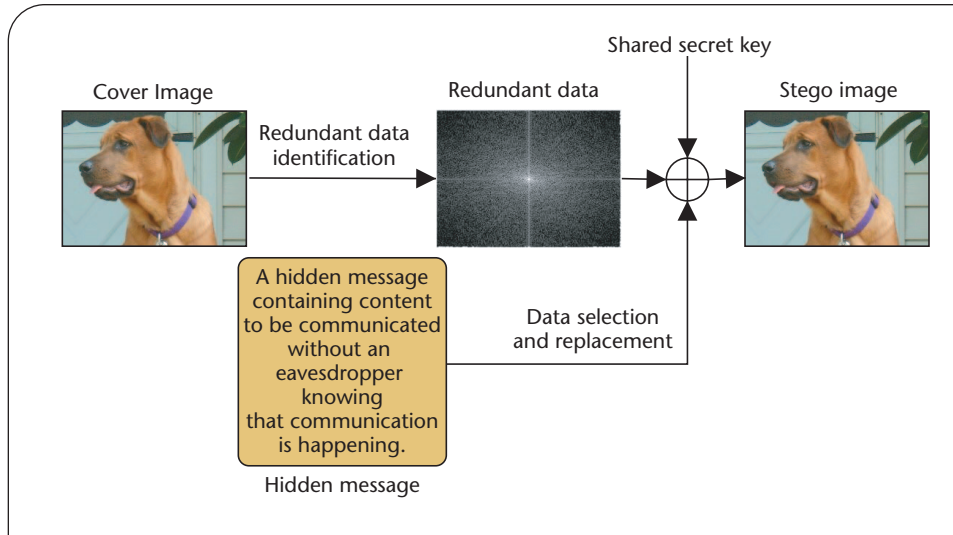 Shared secret key
Cover Image
Redundant data
Stego image
Redundant data
identification
A hidden message
containing content
to be communicated
without an
eavesdropper
knowing
that communication
is happening.
Data selection
and replacement
Hidden message